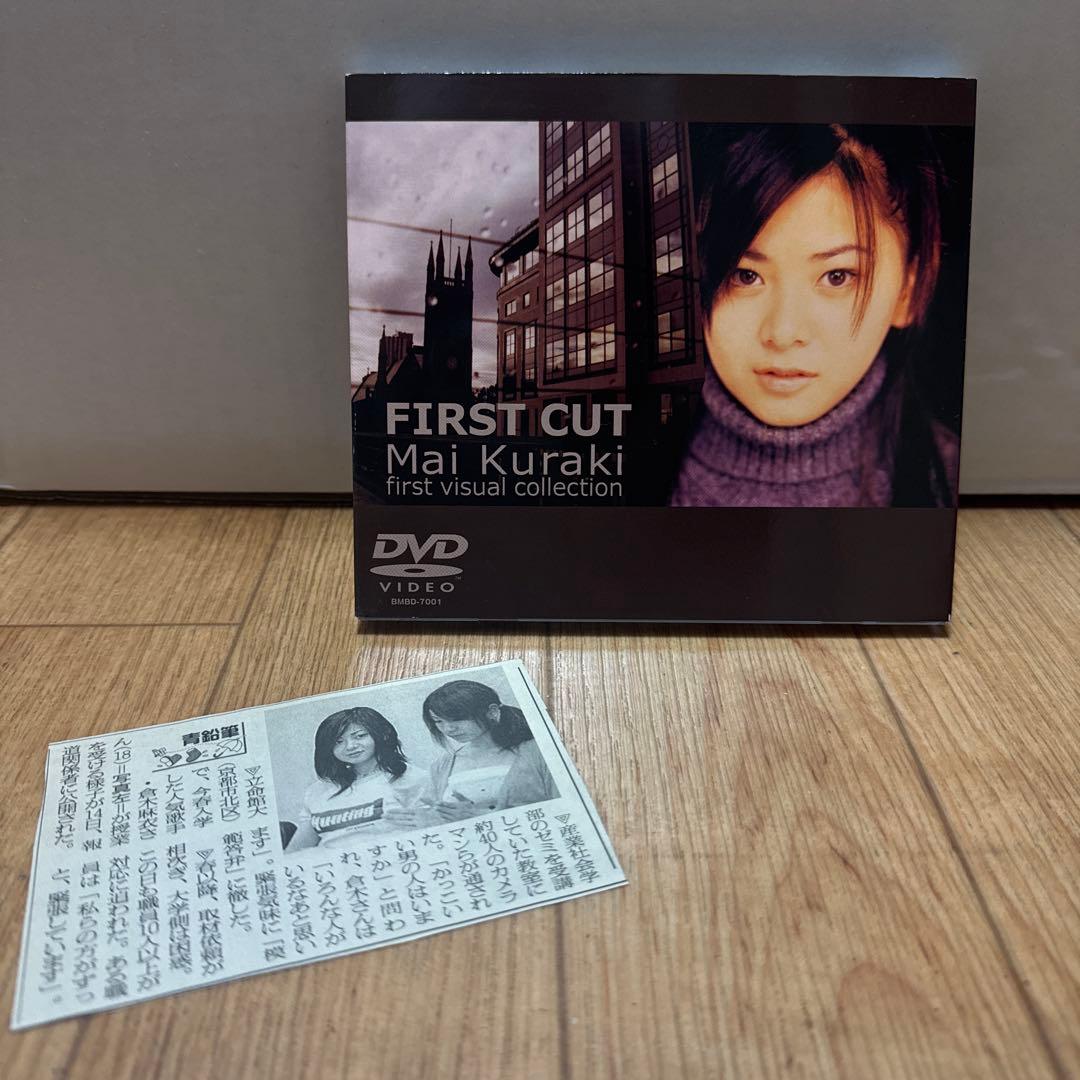 FIRST CUT
Mai Kuraki
first visual collection
DVD
VIDEO
TM
BMBD-7001
青鉛筆
▽立命館大
(京都市北区)
で、今春入学
した人気歌手
・倉木麻衣さ
ん(18)=写真左=が授業
を受ける様子が14日、報
道関係者に公開された。
▽産業社会学
部のゼミを受講
していた教室に
約40人のカメラ
マンらが通され
た。「かっこい
い男の人はいま
すか」と問わ
れ、倉木さんは
「いろんな人が
いるなあと思い
ます」。緊張気味に「模
範答弁」に徹した。
▽春以降、取材依頼が
相次ぎ、大学側は困惑。
この日も職員10人以上が
対応に追われた。ある職
員は「私らの方がずっ
と、緊張しています」。
Hunting